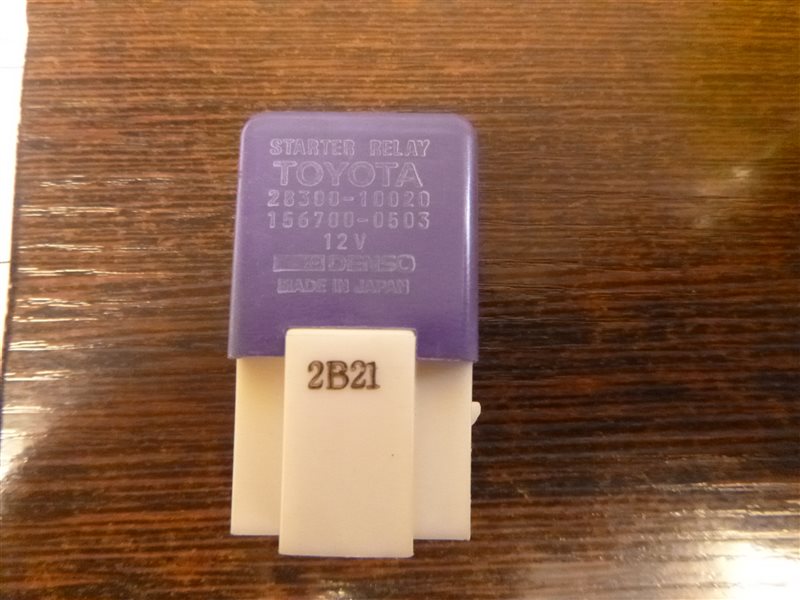 STARTER RELAY
TOYOTA
28300-10020
156700-0503
12V
DENSO
MADE IN JAPAN
2B21